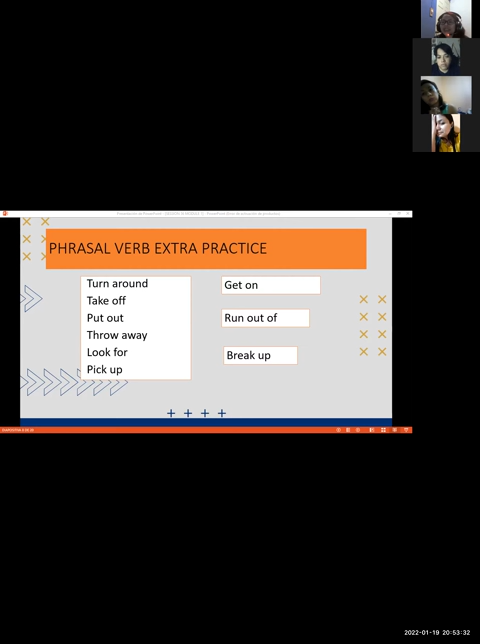 PHRASAL VERB EXTRA PRACTICE
Turn around
Take off
Put out
Throw away
Look for
Pick up
Get on
Run out of
Break up
2022-01-19 20:53:32